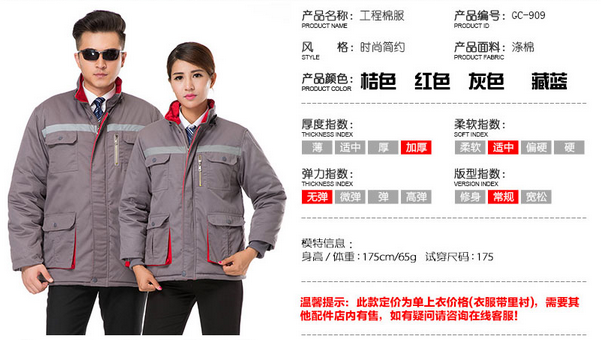 产品名称: 工程棉服 产品编号: GC-909
PRODUCT NAME PRODUCT ID
风 格: 时尚简约 产品面料: 涤棉
STYLE PRODUCT FABRIC
产品颜色: 桔色 红色 灰色 藏蓝
PRODUCT COLOR
厚度指数: 柔软指数:
THICKNESS INDEX SOFT INDEX
薄 适中 厚 加厚 柔软 适中 偏硬 硬
弹力指数: 版型指数:
THICKNESS INDEX VERSION INDEX
无弹 微弹 弹 高弹 修身 常规 宽松
模特信息:
身高 / 体重: 175cm/65g 试穿尺码: 175
温馨提示: 此款定价为单上衣价格(衣服带里衬), 需要其
他配件店内有售, 如有疑问请咨询在线客服!